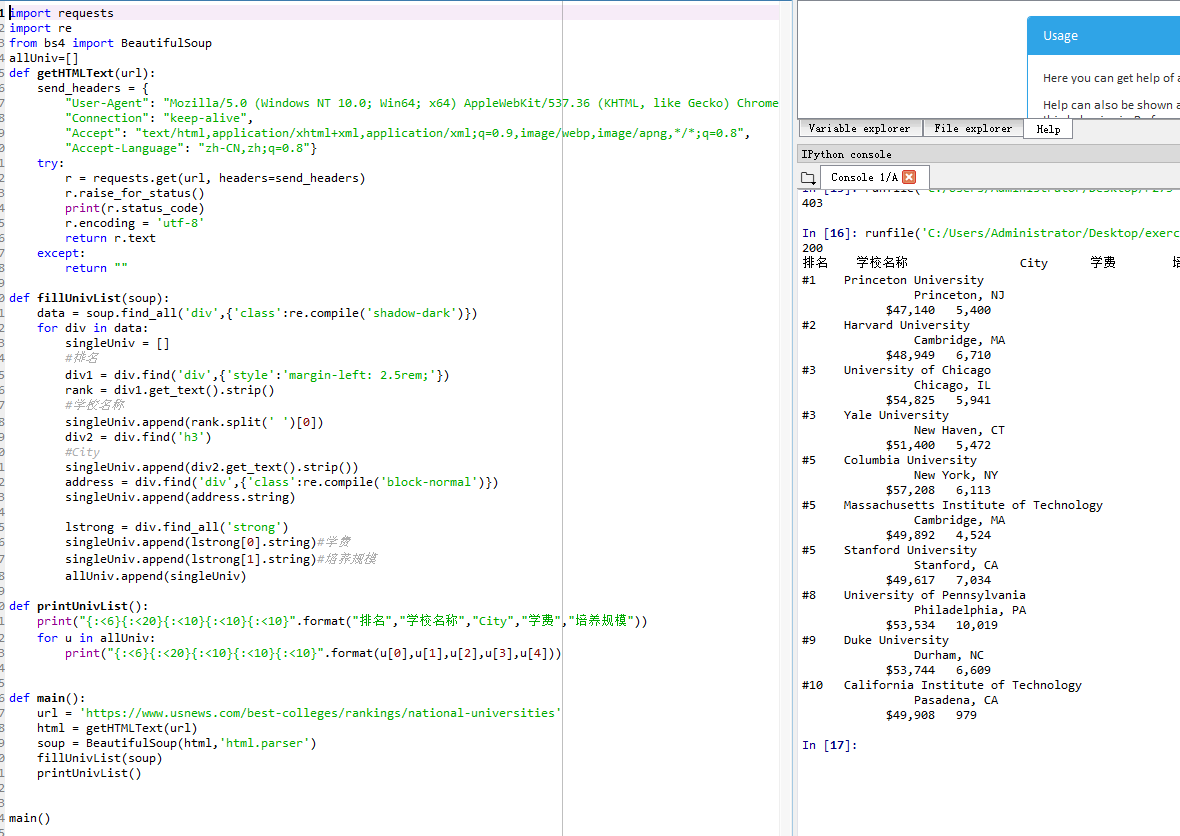 import requests
import re
from bs4 import BeautifulSoup
allUniv=[]
def getHTMLText(url):
    send_headers = {
        "User-Agent": "Mozilla/5.0 (Windows NT 10.0; Win64; x64) AppleWebKit/537.36 (KHTML, like Gecko) Chrome
        "Connection": "keep-alive",
        "Accept": "text/html,application/xhtml+xml,application/xml;q=0.9,image/webp,image/apng,*/*;q=0.8",
        "Accept-Language": "zh-CN,zh;q=0.8"}
    try:
        r = requests.get(url, headers=send_headers)
        r.raise_for_status()
        print(r.status_code)
        r.encoding = 'utf-8'
        return r.text
    except:
        return ""
def fillUnivList(soup):
    data = soup.find_all('div',{'class':re.compile('shadow-dark')})
    for div in data:
        singleUniv = []
        #排名
        div1 = div.find('div',{'style':'margin-left: 2.5rem;'})
        rank = div1.get_text().strip()
        #学校名称
        singleUniv.append(rank.split(' ')[0])
        div2 = div.find('h3')
        #City
        singleUniv.append(div2.get_text().strip())
        address = div.find('div',{'class':re.compile('block-normal')})
        singleUniv.append(address.string)
        lstrong = div.find_all('strong')
        singleUniv.append(lstrong[0].string)#学费
        singleUniv.append(lstrong[1].string)#培养规模
        allUniv.append(singleUniv)
def printUnivList():
    print("{:<6}{:<20}{:<10}{:<10}{:<10}".format("排名","学校名称","City","学费","培养规模"))
    for u in allUniv:
        print("{:<6}{:<20}{:<10}{:<10}{:<10}".format(u[0],u[1],u[2],u[3],u[4]))
def main():
    url = 'https://www.usnews.com/best-colleges/rankings/national-universities'
    html = getHTMLText(url)
    soup = BeautifulSoup(html,'html.parser')
    fillUnivList(soup)
    printUnivList()
main()
Usage
Here you can get help of a
Help can also be shown a
Variable explorer File explorer Help
IPython console
Console 1/A
403
In [16]: runfile('C:/Users/Administrator/Desktop/exerc
200
排名 学校名称 City 学费 培
#1 Princeton University
Princeton, NJ
$47,140 5,400
#2 Harvard University
Cambridge, MA
$48,949 6,710
#3 University of Chicago
Chicago, IL
$54,825 5,941
#3 Yale University
New Haven, CT
$51,400 5,472
#5 Columbia University
New York, NY
$57,208 6,113
#5 Massachusetts Institute of Technology
Cambridge, MA
$49,892 4,524
#5 Stanford University
Stanford, CA
$49,617 7,034
#8 University of Pennsylvania
Philadelphia, PA
$53,534 10,019
#9 Duke University
Durham, NC
$53,744 6,609
#10 California Institute of Technology
Pasadena, CA
$49,908 979
In [17]: